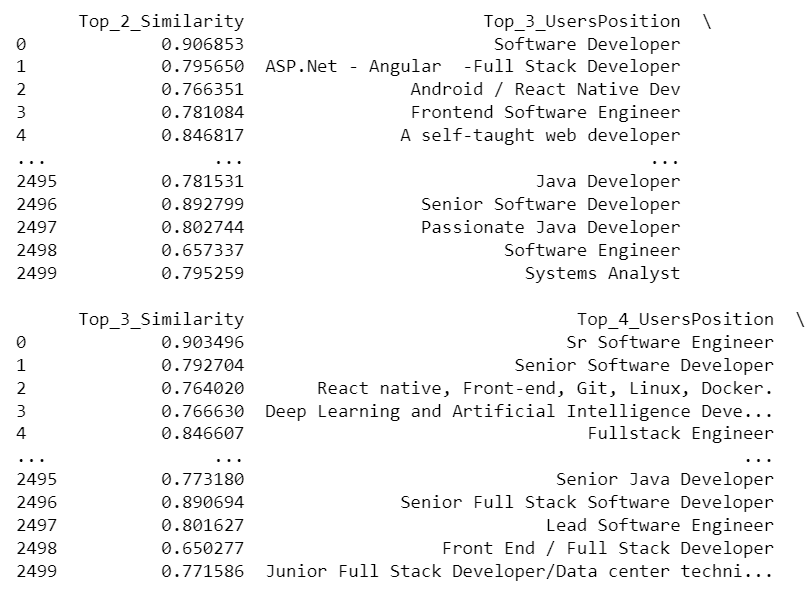 Top_2_Similarity Top_3_UsersPosition \
0 0.906853 Software Developer
1 0.795650 ASP.Net - Angular  -Full Stack Developer
2 0.766351 Android / React Native Dev
3 0.781084 Frontend Software Engineer
4 0.846817 A self-taught web developer
... ... ...
2495 0.781531 Java Developer
2496 0.892799 Senior Software Developer
2497 0.802744 Passionate Java Developer
2498 0.657337 Software Engineer
2499 0.795259 Systems Analyst
Top_3_Similarity Top_4_UsersPosition \
0 0.903496 Sr Software Engineer
1 0.792704 Senior Software Developer
2 0.764020 React native, Front-end, Git, Linux, Docker.
3 0.766630 Deep Learning and Artificial Intelligence Deve...
4 0.846607 Fullstack Engineer
... ... ...
2495 0.773180 Senior Java Developer
2496 0.890694 Senior Full Stack Software Developer
2497 0.801627 Lead Software Engineer
2498 0.650277 Front End / Full Stack Developer
2499 0.771586 Junior Full Stack Developer/Data center techni...